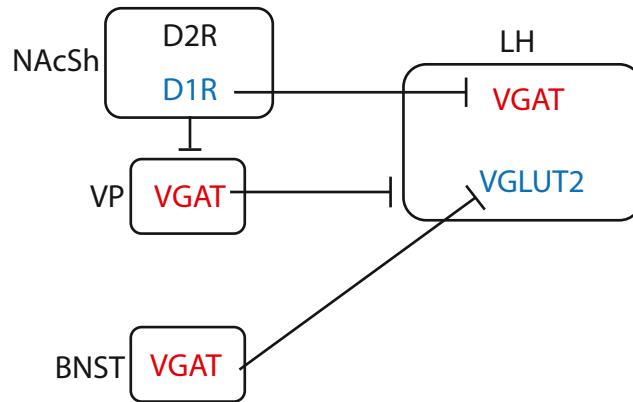 NAcSh
D2R
D1R
LH
VGAT
VGLUT2
VP
VGAT
BNST
VGAT